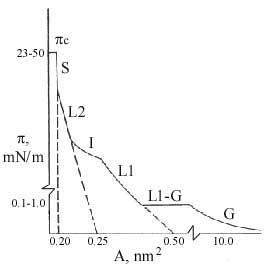 πc
23-50
S
L2
π,
mN/m
I
L1
L1-G
0.1-1.0
G
0.20 0.25 0.50 10.0
A, nm²